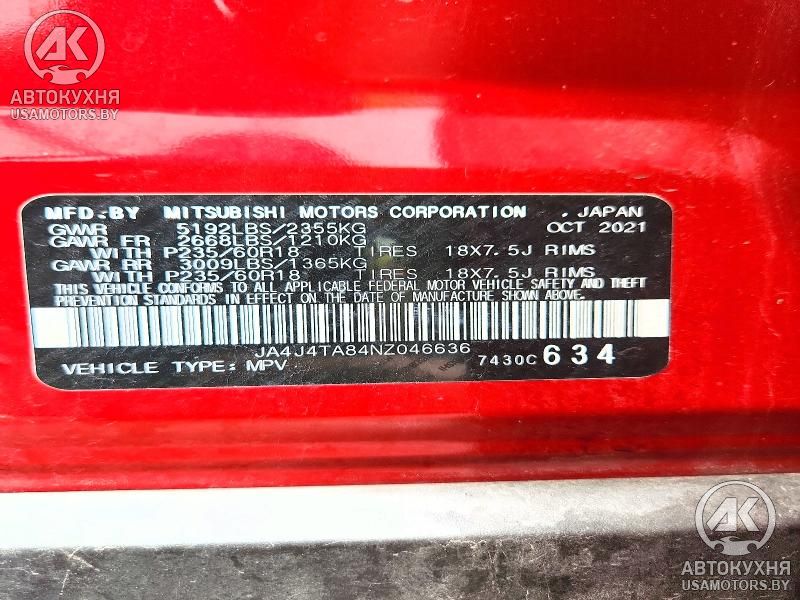 AK
АВТОКУХНЯ
USAMOTORS.BY
MFD. BY MITSUBISHI MOTORS CORPORATION . JAPAN
GVWR 5192LBS/2355KG OCT 2021
GAWR FR 2668LBS/1210KG
WITH P235/60R18 TIRES 18X7.5J RIMS
GAWR RR 3009LBS/1365KG
WITH P235/60R18 TIRES 18X7.5J RIMS
THIS VEHICLE CONFORMS TO ALL APPLICABLE FEDERAL MOTOR VEHICLE SAFETY AND THEFT
PREVENTION STANDARDS IN EFFECT ON THE DATE OF MANUFACTURE SHOWN ABOVE.
JA4J4TA84NZ046636
VEHICLE TYPE: MPV 7430C 634
AK
АВТОКУХНЯ
USAMOTORS.BY